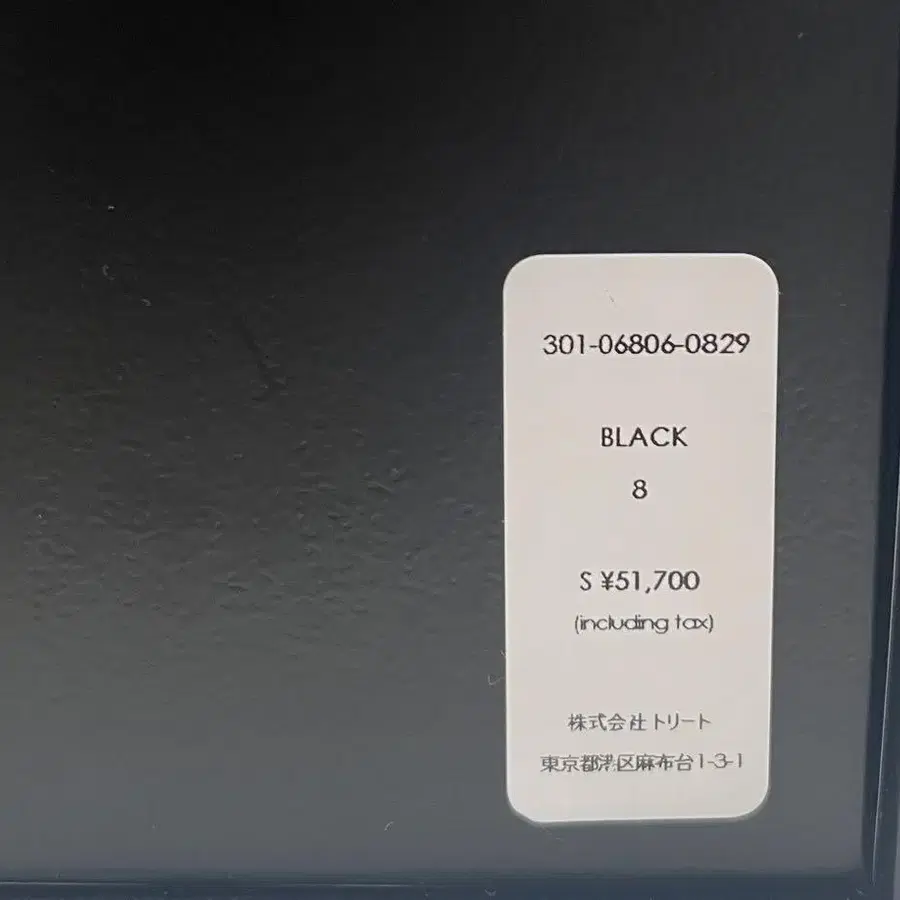 301-06806-0829
BLACK
8
S ¥51,700
(including tax)
株式会社トリート
東京都港区麻布台1-3-1